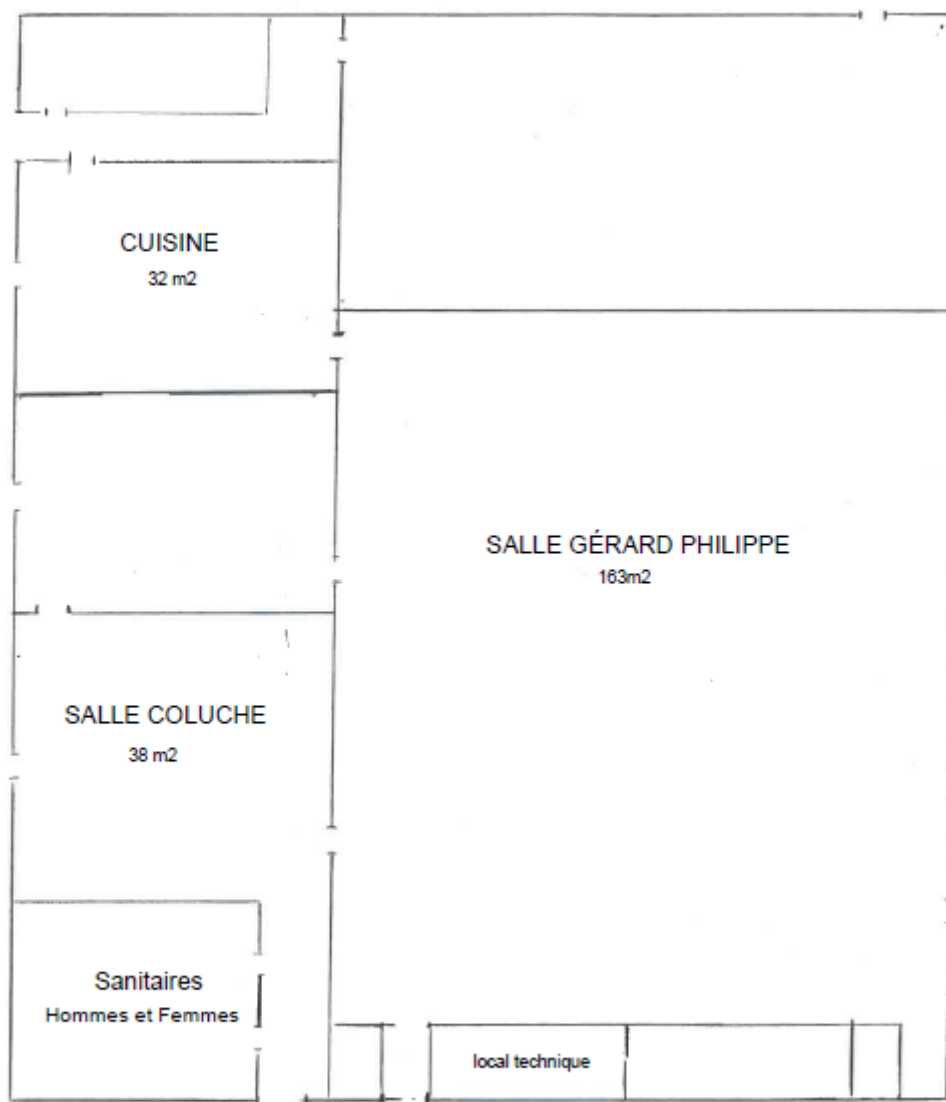 CUISINE
32 m2
SALLE GÉRARD PHILIPPE
163m2
SALLE COLUCHE
38 m2
Sanitaires
Hommes et Femmes
local technique